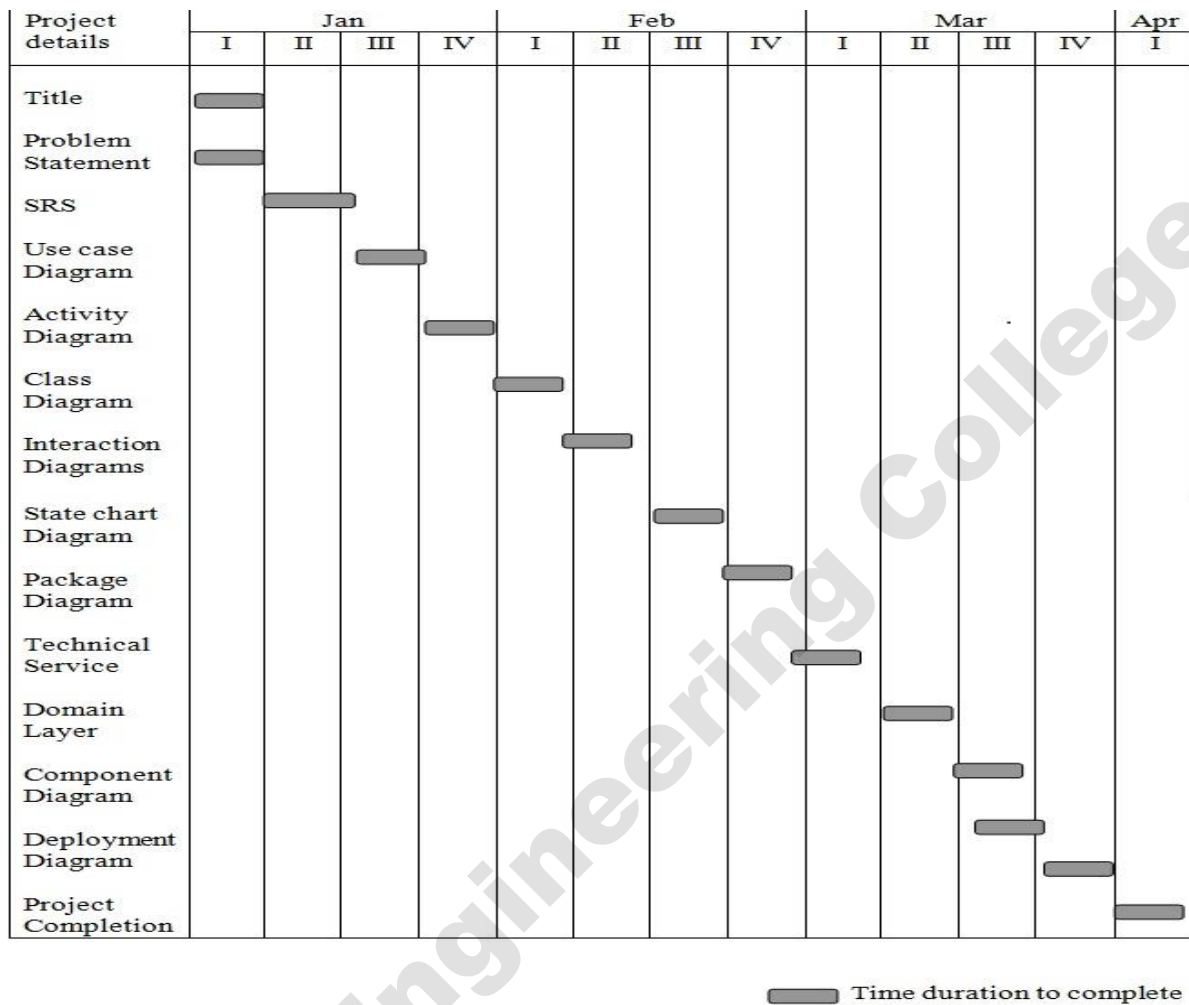 Project details
Jan Feb Mar Apr
I II III IV I II III IV I II III IV I
Title
Problem
Statement
SRS
Use case
Diagram
Activity
Diagram
Class
Diagram
Interaction
Diagrams
State chart
Diagram
Package
Diagram
Technical
Service
Domain
Layer
Component
Diagram
Deployment
Diagram
Project
Completion
Time duration to complete
Engineering College